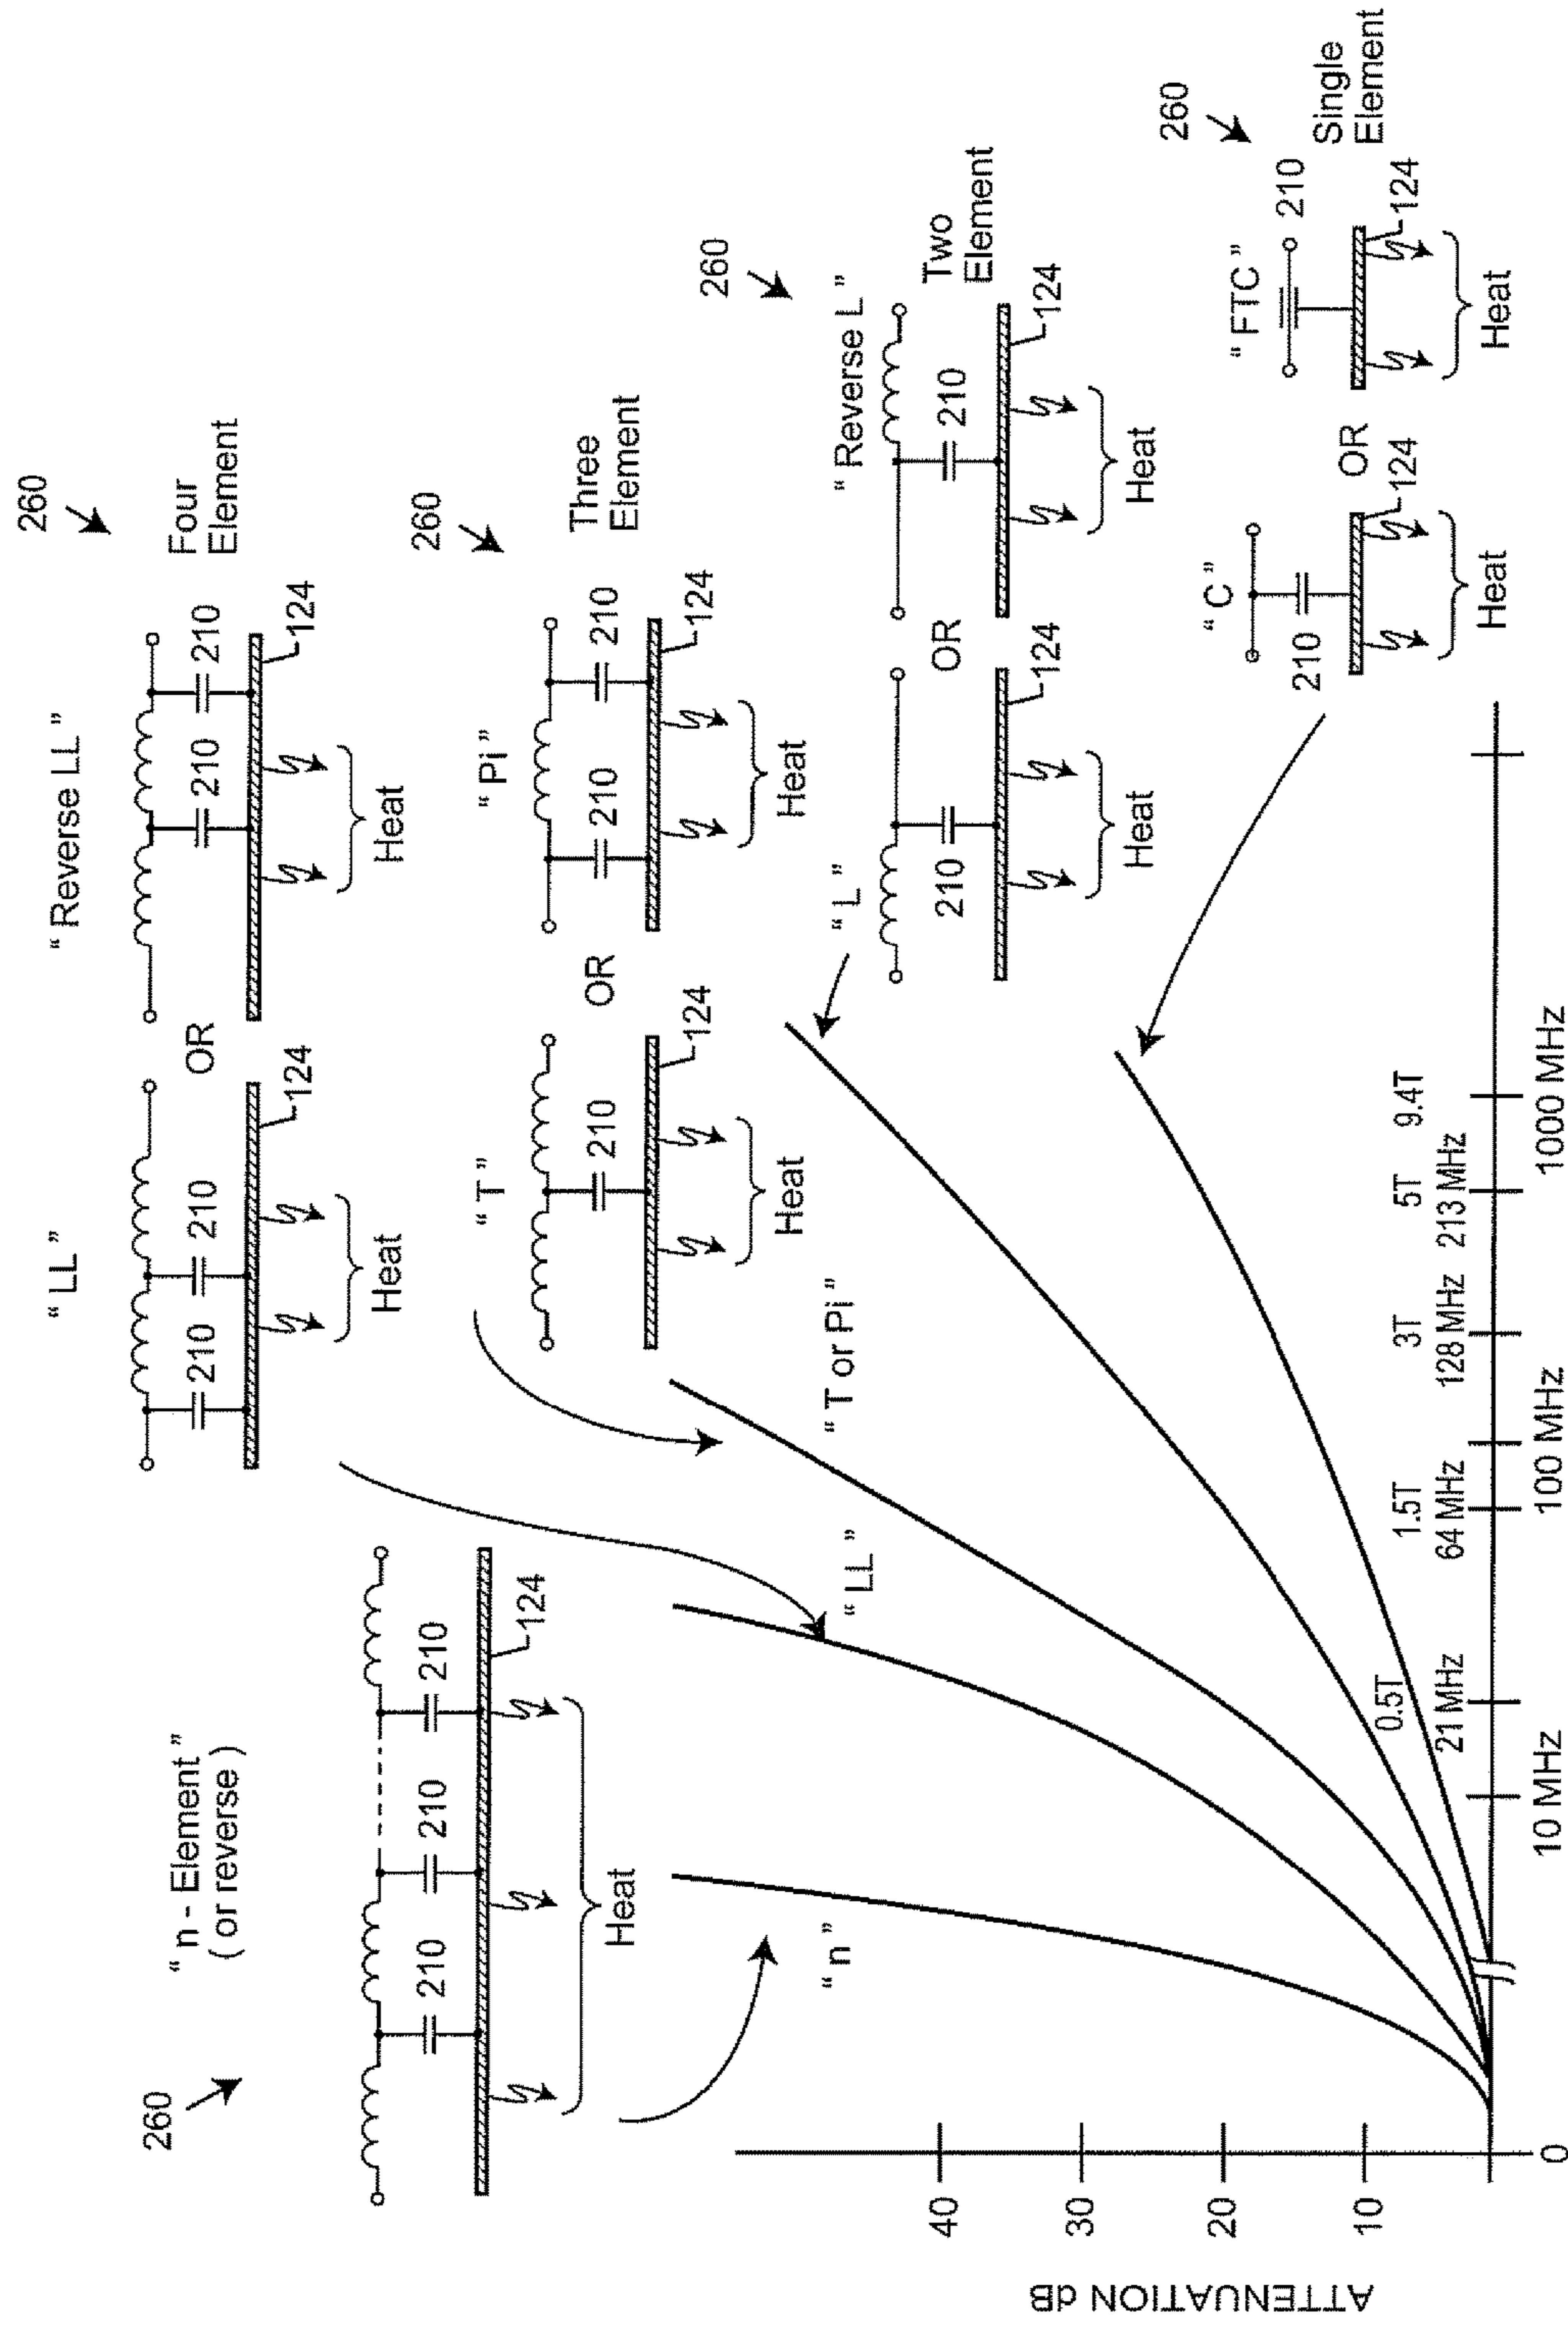 "LL"
"Reverse LL"
260
Four
Element
210
210
OR
210
210
124
124
Heat
Heat
260
"n - Element"
( or reverse )
210
210
210
124
Heat
"T"
"Pi"
260
Three
Element
210
OR
210
210
124
124
Heat
Heat
"n"
"LL"
"T or Pi"
"L"
"Reverse L"
260
Two
Element
210
OR
210
124
124
Heat
Heat
"C"
"FTC"
260
210
210
Single
Element
OR
124
124
Heat
Heat
ATTENUATION dB
40
30
20
10
0.5T
1.5T
3T
5T
9.4T
21 MHz
64 MHz
128 MHz
213 MHz
0
10 MHz
100 MHz
1000 MHz